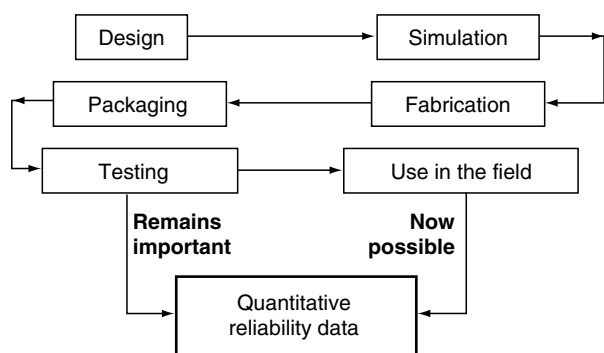 Design
Simulation
Packaging
Fabrication
Testing
Use in the field
Remains
important
Now
possible
Quantitative
reliability data